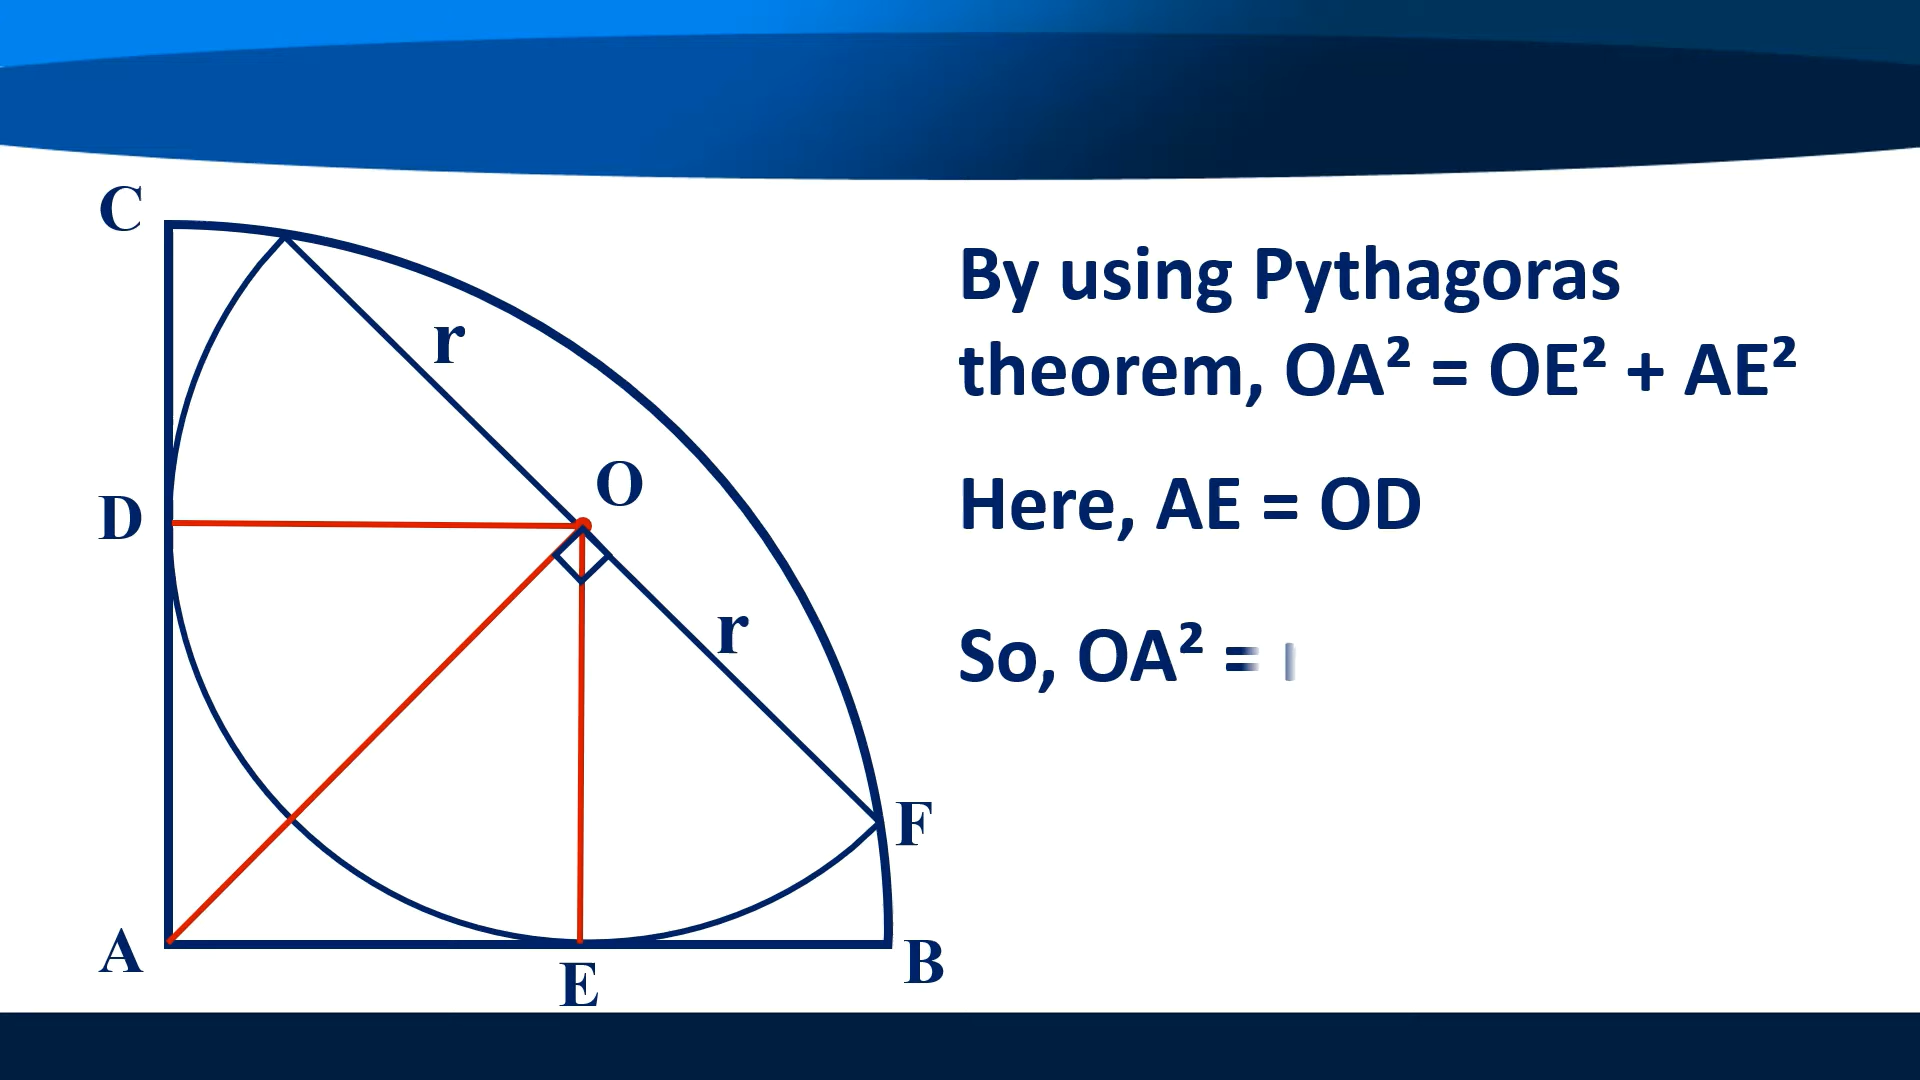 C
r
O
D
r
F
A
B
E
By using Pythagoras
theorem, OA² = OE² + AE²
Here, AE = OD
So, OA² =